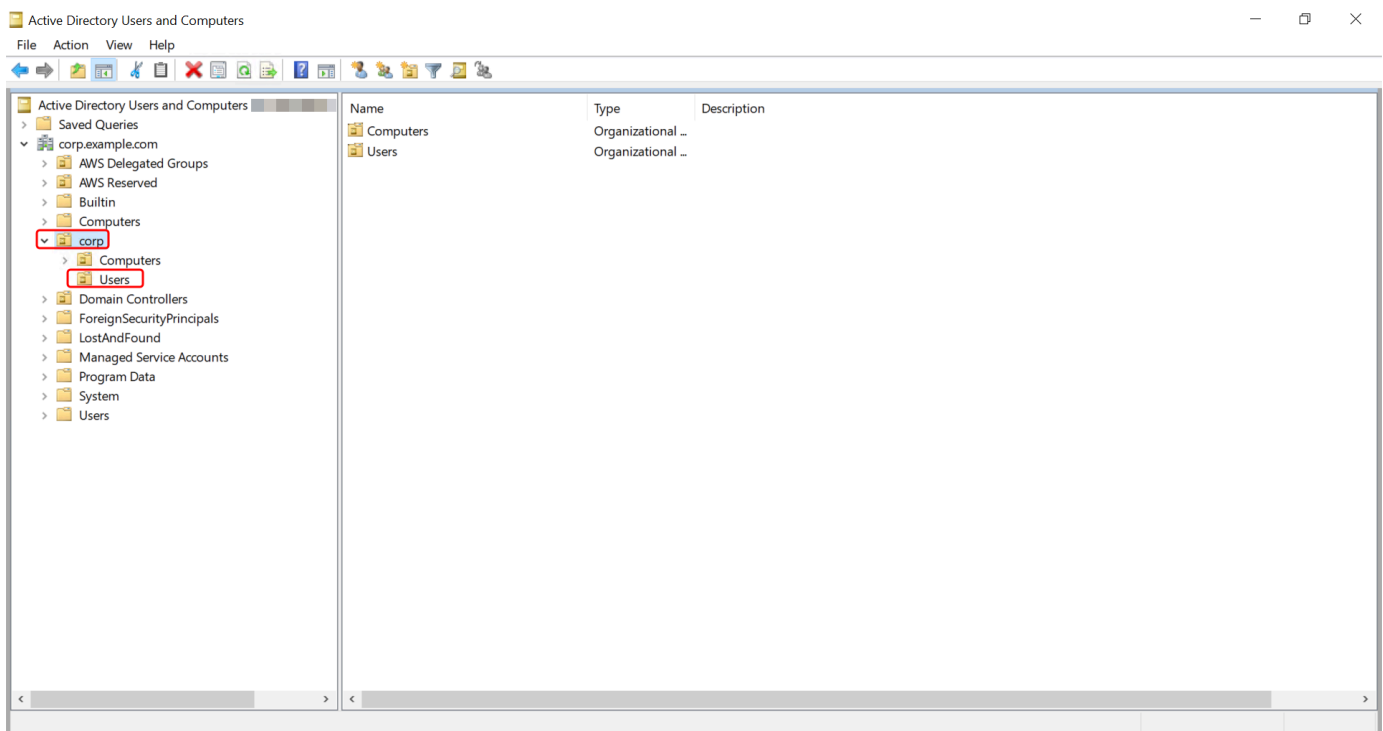 Active Directory Users and Computers
File Action View Help
Active Directory Users and Computers
Saved Queries
corp.example.com
AWS Delegated Groups
AWS Reserved
Builtin
Computers
corp
Computers
Users
Domain Controllers
ForeignSecurityPrincipals
LostAndFound
Managed Service Accounts
Program Data
System
Users
Name Type Description
Computers Organizational ...
Users Organizational ...